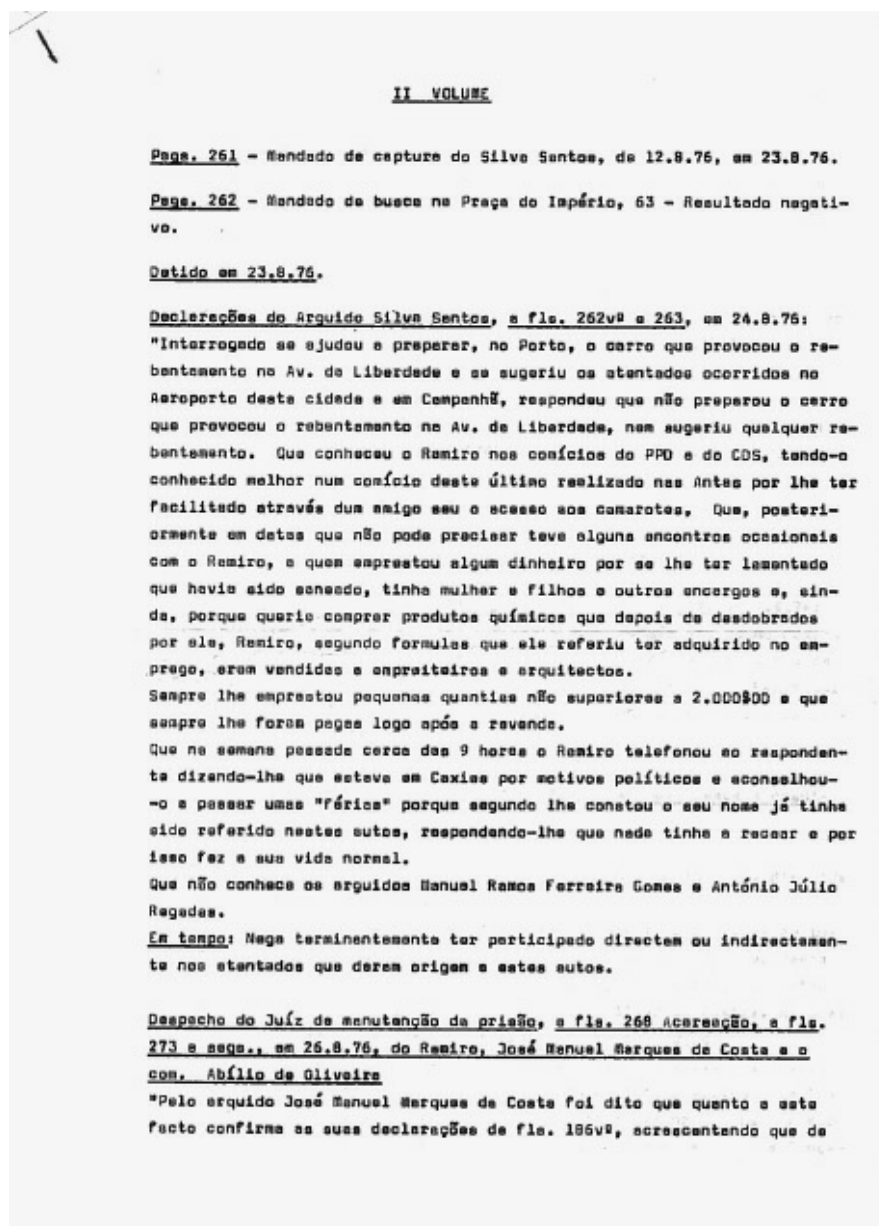 II VOLUME
Pags. 261 - Mandado de captura do Silva Santos, de 12.8.76, em 23.8.76.
Pags. 262 - Mandado de busca na Praça do Império, 63 - Resultado negati-
vo.
Detido em 23.8.76.
Declarações do Arguido Silva Santos, a fls. 262vº e 263, em 24.8.76:
"Interrogado se ajudou a preparar, no Porto, o carro que provocou o re-
bentamento na Av. da Liberdade e se sugeriu os atentados ocorridos no
Aeroporto desta cidade e em Campanhã, respondeu que não preparou o carro
que provocou o rebentamento na Av. da Liberdade, nem sugeriu qualquer re-
bentamento. Que conheceu o Ramiro nos comícios do PPD e do CDS, tendo-o
conhecido melhor num comício deste último realizado nas Antas por lhe ter
facilitado através dum amigo seu o acesso aos camarotes. Que, posteri-
ormente em datas que não pode precisar teve alguns encontros ocasionais
com o Ramiro, a quem emprestou algum dinheiro por se lhe ter lamentado
que havia sido saneado, tinha mulher e filhos e outros encargos e, ain-
da, porque queria comprar produtos químicos que depois de desdobrados
por ele, Ramiro, segundo formulas que ele referiu ter adquirido no em-
prego, eram vendidas a empreiteiros e arquitectos.
Sempre lhe emprestou pequenas quantias não superiores a 2.000$00 e que
sempre lhe foram pagas logo após a revenda.
Que na semana passada cerca das 9 horas o Ramiro telefonou ao responden-
te dizendo-lhe que estava em Caxias por motivos políticos e aconselhou-
-o a passar umas "férias" porque segundo lhe constou o seu nome já tinha
sido referido nestes autos, respondendo-lhe que nada tinha a recear e por
isso faz a sua vida normal.
Que não conhece os arguidos Manuel Ramos Ferreira Gomes e António Júlio
Regadas.
Em tempo: Nega terminantemente ter participado directam ou indirectamen-
te nos atentados que deram origem a estes autos.
Despacho do Juíz de manutenção da prisão, a fls. 268 Acareação, a fls.
273 e segs., em 26.8.76, do Ramiro, José Manuel Marques da Costa e o
com. Abílio de Oliveira
"Pelo arguido José Manuel Marques da Costa foi dito que quanto a este
facto confirma as suas declarações de fls. 186vº, acrescentando que de